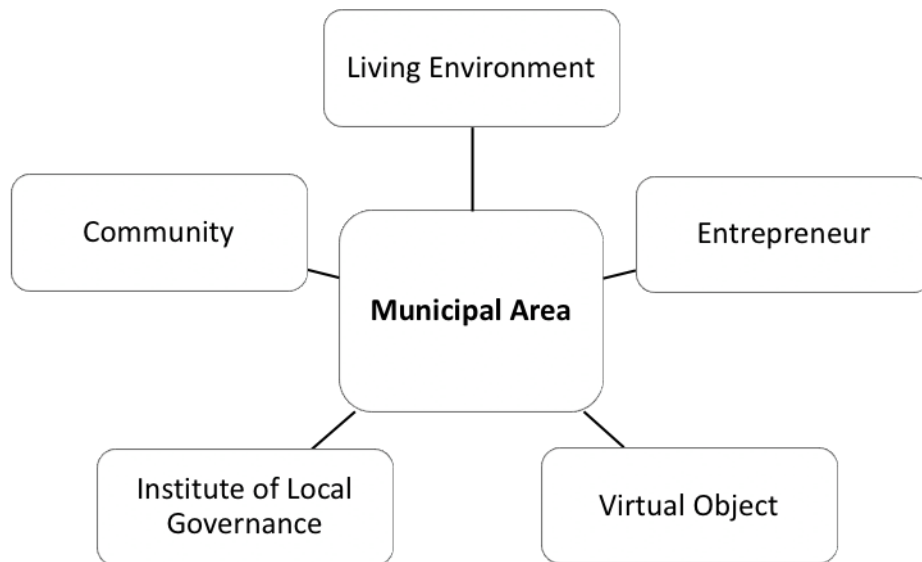 Living Environment
Community
Entrepreneur
Municipal Area
Institute of Local
Governance
Virtual Object